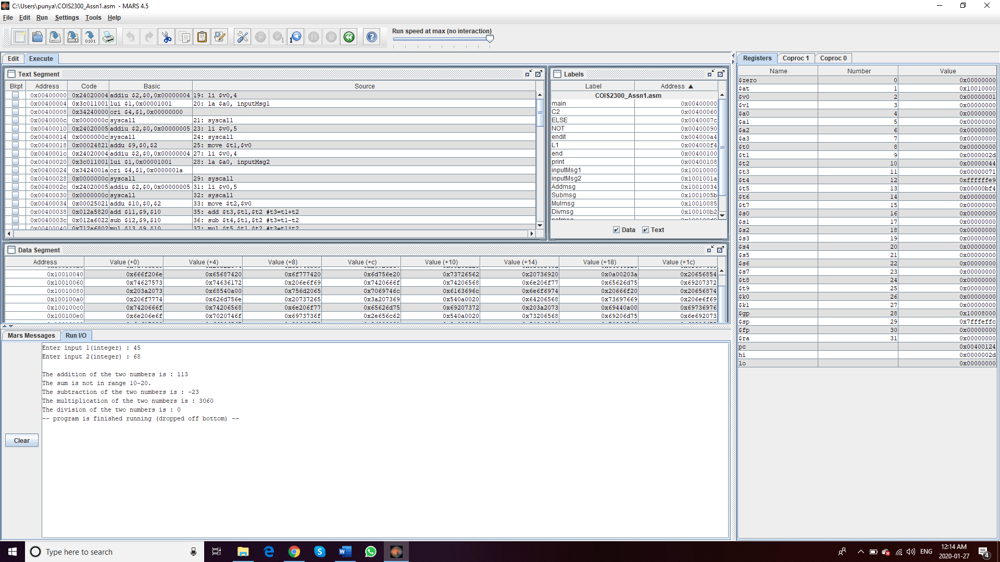 C:\Users\punya\COIS2300_Assn1.asm - MARS 4.5
File Edit Run Settings Tools Help
Run speed at max (no interaction)
Edit Execute
Text Segment
Bkpt Address Code Basic Source
0x00400000 0x24020004 addiu $2,$0,0x00000004 19: li $v0,4
0x00400004 0x3c011001 lui $1,0x00001001 20: la $a0, inputMsg1
0x00400008 0x34240000 ori $4,$1,0x00000000
0x0040000c 0x0000000c syscall 21: syscall
0x00400010 0x24020005 addiu $2,$0,0x00000005 23: li $v0,5
0x00400014 0x0000000c syscall 24: syscall
0x00400018 0x00024821 addu $9,$0,$2 25: move $t1,$v0
0x0040001c 0x24020004 addiu $2,$0,0x00000004 27: li $v0,4
0x00400020 0x3c011001 lui $1,0x00001001 28: la $a0, inputMsg2
0x00400024 0x3424001a ori $4,$1,0x0000001a
0x00400028 0x0000000c syscall 29: syscall
0x0040002c 0x24020005 addiu $2,$0,0x00000005 31: li $v0,5
0x00400030 0x0000000c syscall 32: syscall
0x00400034 0x00025021 addu $10,$0,$2 33: move $t2,$v0
0x00400038 0x012a5820 add $11,$9,$10 35: add $t3,$t1,$t2 #t3=t1+t2
0x0040003c 0x012a6022 sub $12,$9,$10 36: sub $t4,$t1,$t2 #t3=t1-t2
0x00400040 0x712a6802 mul $13,$9,$10 37: mul $t5,$t1,$t2 #t3=t1*t2
Labels
Label Address ▲
COIS2300_Assn1.asm
main 0x00400000
C2 0x00400060
ELSE 0x0040007c
NOT 0x00400090
endit 0x004000a4
L1 0x004000f4
end 0x00400100
print 0x00400108
inputMsg1 0x10010000
inputMsg2 0x1001001a
Addmsg 0x10010034
Submsg 0x1001005b
Mulmsg 0x10010085
Divmsg 0x100100b2
Data Text
Data Segment
Address Value (+0) Value (+4) Value (+8) Value (+c) Value (+10) Value (+14) Value (+18) Value (+1c)
0x10010040 0x666f206e 0x65687420 0x6f777420 0x6d756e20 0x73726562 0x20736920 0x0a00203a 0x20656854
0x10010060 0x74627573 0x74636172 0x206e6f69 0x7420666f 0x74206568 0x6e206f77 0x65626d75 0x69207372
0x10010080 0x203a2073 0x68540a00 0x756d2065 0x7069746c 0x6163696c 0x6e6f6974 0x20666f20 0x20656874
0x100100a0 0x206f7774 0x626d756e 0x20737265 0x3a207369 0x540a0020 0x64206568 0x73697669 0x206e6f69
0x100100c0 0x7420666f 0x74206568 0x6e206f77 0x65626d75 0x69207372 0x203a2073 0x69440a00 0x69736976
0x100100e0 0x6e206e6f 0x7020746f 0x6973736f 0x2e656c62 0x540a0020 0x73206568 0x69206d75 0x6e692073
Mars Messages Run I/O
Enter input 1(integer) : 45
Enter input 2(integer) : 68
The addition of the two numbers is : 113
The sum is not in range 10-20.
The subtraction of the two numbers is : -23
The multiplication of the two numbers is : 3060
The division of the two numbers is : 0
-- program is finished running (dropped off bottom) --
Clear
Registers Coproc 1 Coproc 0
Name Number Value
$zero 0 0x00000000
$at 1 0x10010000
$v0 2 0x00000001
$v1 3 0x00000000
$a0 4 0x00000000
$a1 5 0x00000000
$a2 6 0x00000000
$a3 7 0x00000000
$t0 8 0x00000000
$t1 9 0x0000002d
$t2 10 0x00000044
$t3 11 0x00000071
$t4 12 0xffffffe9
$t5 13 0x00000bf4
$t6 14 0x00000000
$t7 15 0x00000000
$s0 16 0x00000000
$s1 17 0x00000000
$s2 18 0x00000000
$s3 19 0x00000000
$s4 20 0x00000000
$s5 21 0x00000000
$s6 22 0x00000000
$s7 23 0x00000000
$t8 24 0x00000000
$t9 25 0x00000000
$k0 26 0x00000000
$k1 27 0x00000000
$gp 28 0x10008000
$sp 29 0x7fffeffc
$fp 30 0x00000000
$ra 31 0x00000000
pc 0x00400124
hi 0x0000002d
lo 0x00000000
Type here to search
ENG
12:14 AM
2020-01-27
4